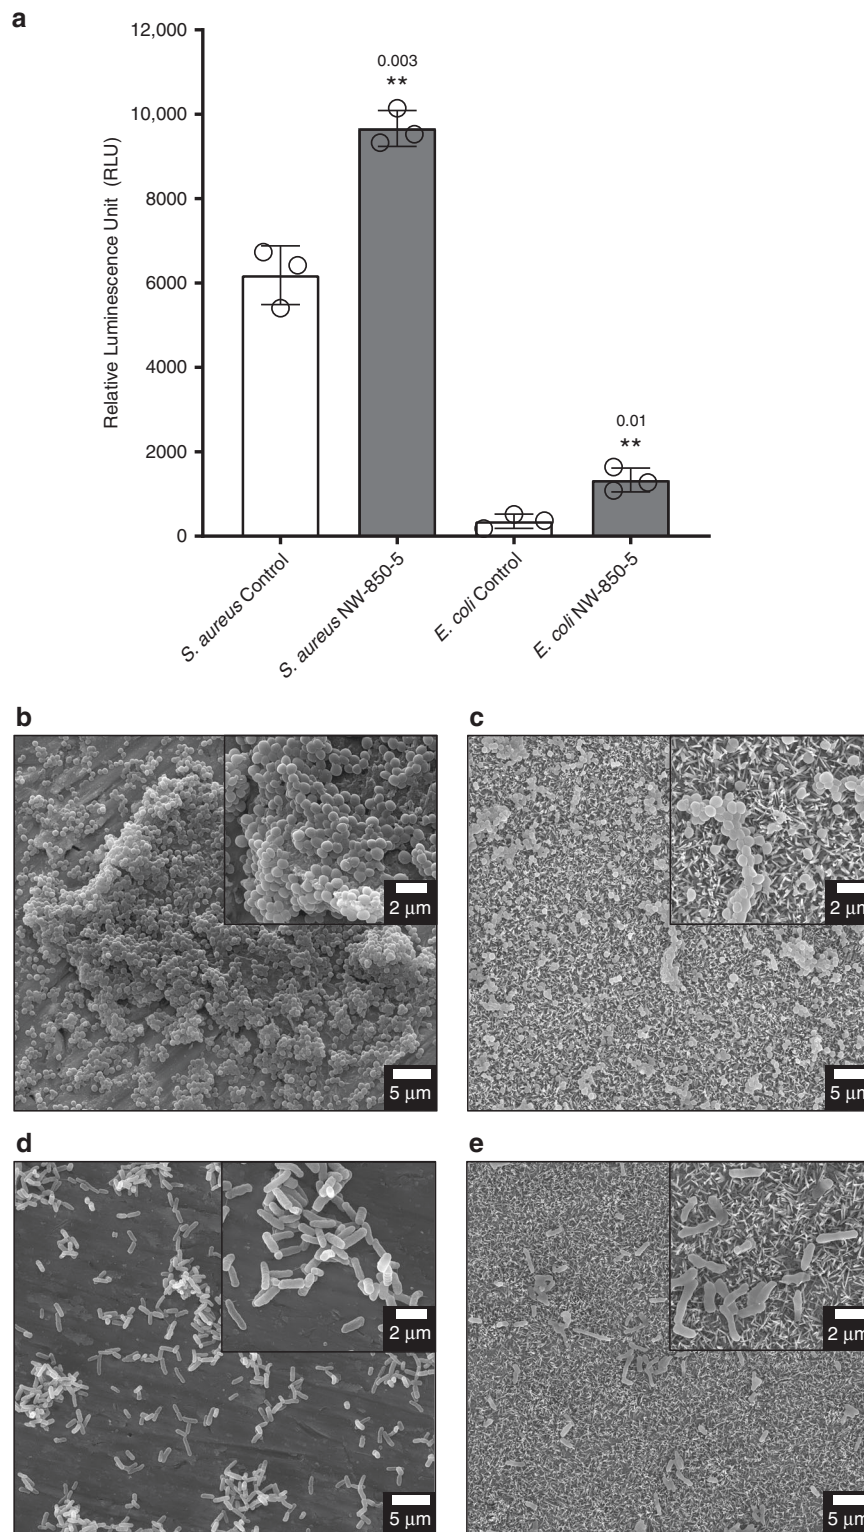 a
12,000
10,000
8000
6000
4000
2000
0
Relative Luminescence Unit (RLU)
0.003
**
0.01
**
S. aureus Control
S. aureus NW-850-5
E. coli Control
E. coli NW-850-5
b
2 μm
5 μm
c
2 μm
5 μm
d
2 μm
5 μm
e
2 μm
5 μm